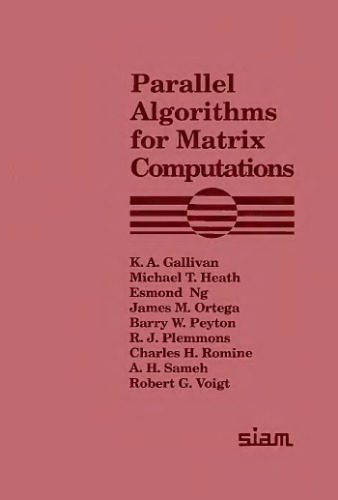 Parallel
Algorithms
for Matrix
Computations
K. A. Gallivan
Michael T. Heath
Esmond Ng
James M. Ortega
Barry W. Peyton
R. J. Plemmons
Charles H. Romine
A. H. Sameh
Robert G. Voigt
siam